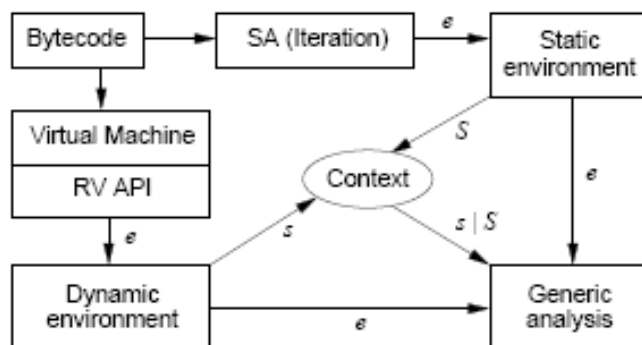 Bytecode
SA (Iteration)
e
Static
environment
Virtual Machine
RV API
S
Context
e
e
s
s | S
Dynamic
environment
e
Generic
analysis